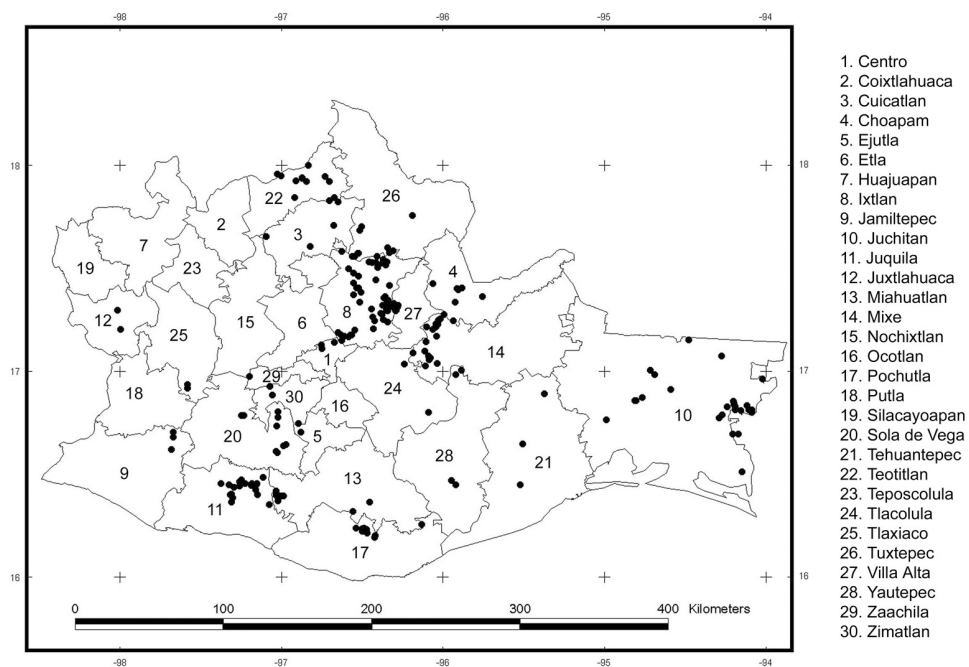 -98 -97 -96 -95 -94
18 18
26
22
2
3
7
19
23
4
12
8
27
15
6
25
14
17 1 17
29
24
18
30
16
10
20
5
28
9
21
13
11
17
16 16
0 100 200 300 400 Kilometers
-98 -97 -96 -95 -94
1. Centro
2. Coixtlahuaca
3. Cuicatlan
4. Choapam
5. Ejutla
6. Etla
7. Huajuapan
8. Ixtlan
9. Jamiltepec
10. Juchitan
11. Juquila
12. Juxtlahuaca
13. Miahuatlan
14. Mixe
15. Nochixtlan
16. Ocotlan
17. Pochutla
18. Putla
19. Silacayoapan
20. Sola de Vega
21. Tehuantepec
22. Teotitlan
23. Teposcolula
24. Tlacolula
25. Tlaxiaco
26. Tuxtepec
27. Villa Alta
28. Yautepec
29. Zaachila
30. Zimatlan